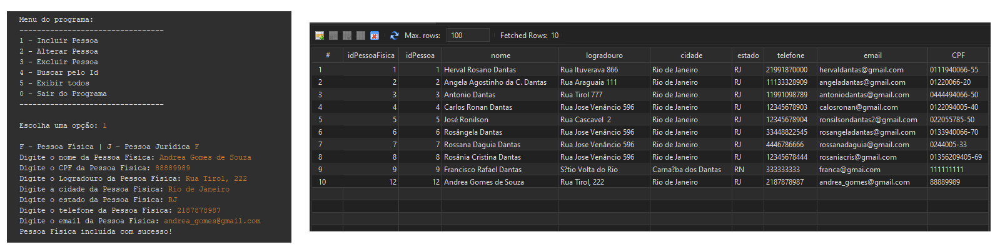 Menu do programa:
---------------------------------
1 - Incluir Pessoa
2 - Alterar Pessoa
3 - Excluir Pessoa
4 - Buscar pelo Id
5 - Exibir todos
0 - Sair do Programa
---------------------------------
Escolha uma opção: 1
F - Pessoa Física | J - Pessoa Jurídica F
Digite o nome da Pessoa Física: Andrea Gomes de Souza
Digite o CPF da Pessoa Física: 88889989
Digite o Logradouro da Pessoa Física: Rua Tirol, 222
Digite a cidade da Pessoa Física: Rio de Janeiro
Digite o estado da Pessoa Física: RJ
Digite o telefone da Pessoa Física: 2187878987
Digite o email da Pessoa Física: andrea_gomes@gmail.com
Pessoa Física incluída com sucesso!
Max. rows: 100 Fetched Rows: 10
# idPessoaFisica idPessoa nome logradouro cidade estado telefone email CPF
1 1 1 Herval Rosano Dantas Rua Ituverava 866 Rio de Janeiro RJ 21991870000 hervaldantas@gmail.com 0111940066-55
2 2 2 Angela Agostinho da C. Dantas Rua Araguaia 111 Rio de Janeiro RJ 11133328909 angeladantas@gmail.com 01220066-20
3 3 3 Antonio Dantas Rua Tirol 777 Rio de Janeiro RJ 11991098789 antoniodantas@gmail.com 0444494066-50
4 4 4 Carlos Ronan Dantas Rua Jose Venâncio 596 Rio de Janeiro RJ 12345678903 calosronan@gmail.com 0122094005-40
5 5 5 José Ronilson Rua Cascavel 2 Rio de Janeiro RJ 12345678904 ronsilsondantas2@gmail.com 022055785-50
6 6 6 Rosângela Dantas Rua Jose Venâncio 596 Rio de Janeiro RJ 33448822545 rosangeladantas@gmail.com 0133940066-70
7 7 7 Rossana Daguia Dantas Rua Jose Venâncio 596 Rio de Janeiro RJ 4446786666 rossanadaguia@gmail.com 0244005-33
8 8 8 Rosânia Cristina Dantas Rua Jose Venâncio 596 Rio de Janeiro RJ 12345678444 rosaniacris@gmail.com 01356209405-69
9 9 9 Francisco Rafael Dantas S?tio Volta do Rio Carna?ba dos Dantas RN 333333333 franca@gmai.com 111111111
10 12 12 Andrea Gomes de Souza Rua Tirol, 222 Rio de Janeiro RJ 2187878987 andrea_gomes@gmail.com 88889989